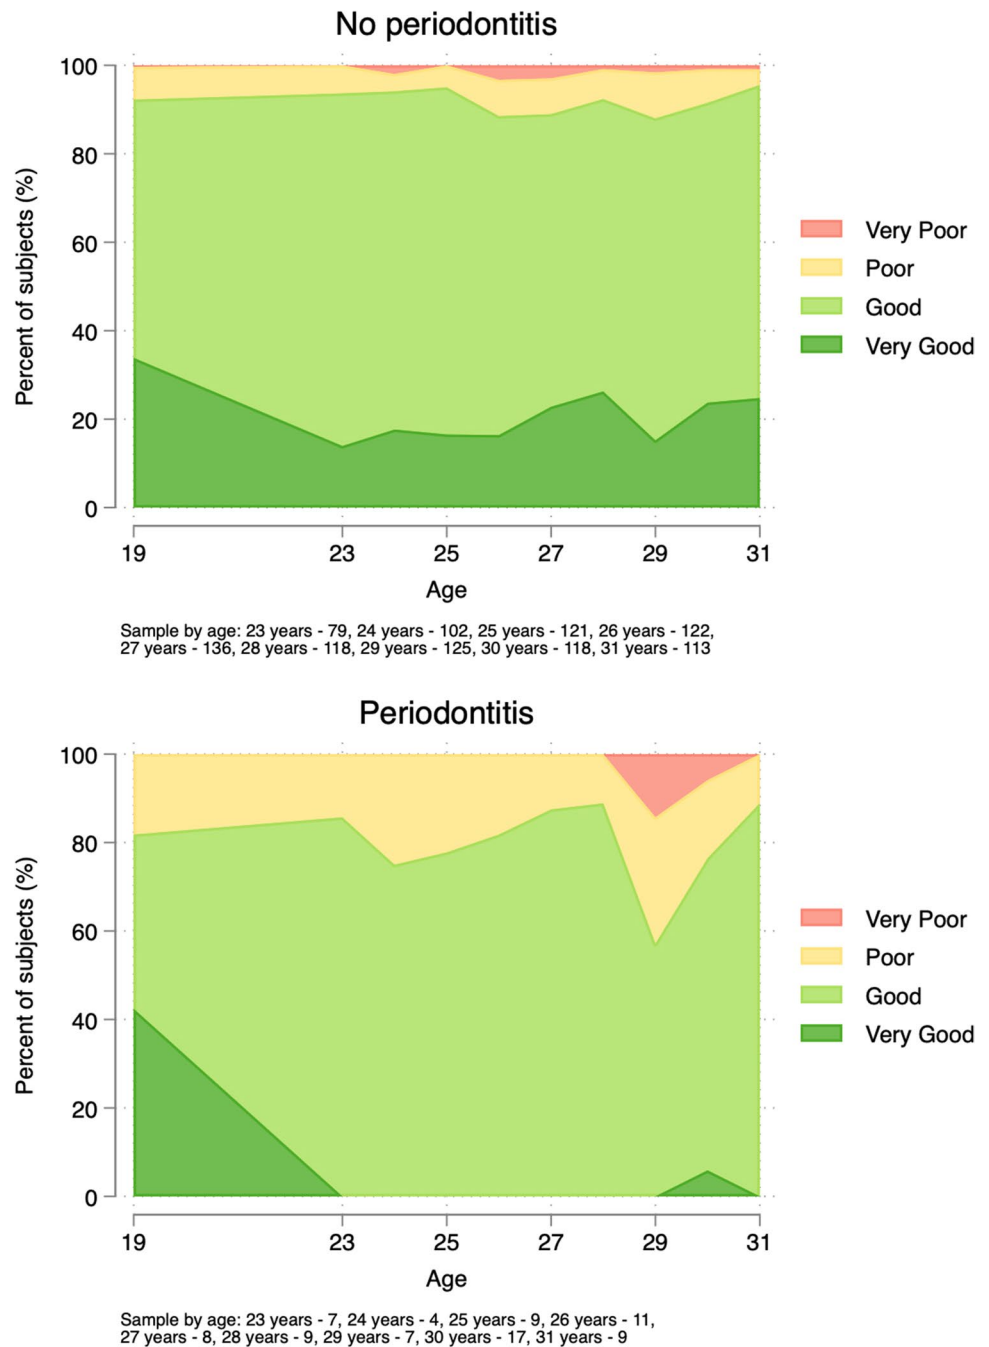 No periodontitis
100
80
60
40
20
0
Percent of subjects (%)
19 23 25 27 29 31
Age
Very Poor
Poor
Good
Very Good
Sample by age: 23 years - 79, 24 years - 102, 25 years - 121, 26 years - 122,
27 years - 136, 28 years - 118, 29 years - 125, 30 years - 118, 31 years - 113
Periodontitis
100
80
60
40
20
0
Percent of subjects (%)
19 23 25 27 29 31
Age
Very Poor
Poor
Good
Very Good
Sample by age: 23 years - 7, 24 years - 4, 25 years - 9, 26 years - 11,
27 years - 8, 28 years - 9, 29 years - 7, 30 years - 17, 31 years - 9